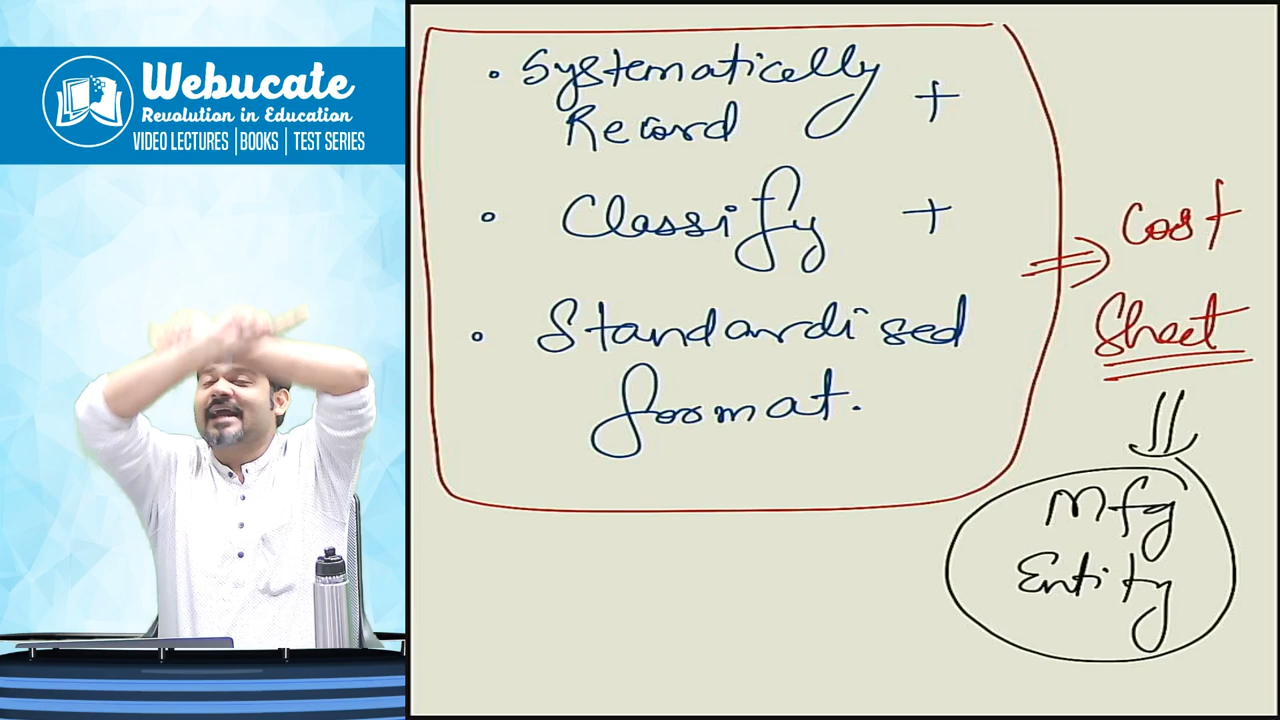 Webucate
Revolution in Education
VIDEO LECTURES | BOOKS | TEST SERIES
• Systematically +
Record
• Classify +
• Standardised
format.
⇒ Cost
Sheet
⇓
Mfg
Entity